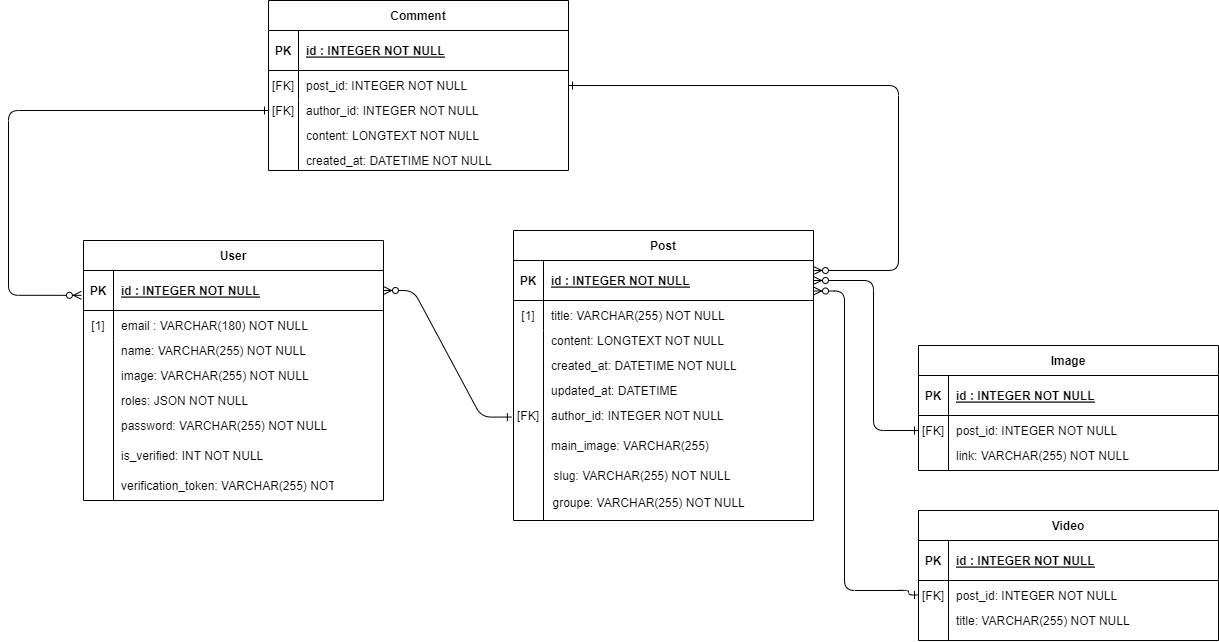 Comment
PK id : INTEGER NOT NULL
[FK] post_id: INTEGER NOT NULL
[FK] author_id: INTEGER NOT NULL
content: LONGTEXT NOT NULL
created_at: DATETIME NOT NULL
User
PK id : INTEGER NOT NULL
[1] email : VARCHAR(180) NOT NULL
name: VARCHAR(255) NOT NULL
image: VARCHAR(255) NOT NULL
roles: JSON NOT NULL
password: VARCHAR(255) NOT NULL
is_verified: INT NOT NULL
verification_token: VARCHAR(255) NOT
Post
PK id : INTEGER NOT NULL
[1] title: VARCHAR(255) NOT NULL
content: LONGTEXT NOT NULL
created_at: DATETIME NOT NULL
updated_at: DATETIME
[FK] author_id: INTEGER NOT NULL
main_image: VARCHAR(255)
slug: VARCHAR(255) NOT NULL
groupe: VARCHAR(255) NOT NULL
Image
PK id : INTEGER NOT NULL
[FK] post_id: INTEGER NOT NULL
link: VARCHAR(255) NOT NULL
Video
PK id : INTEGER NOT NULL
[FK] post_id: INTEGER NOT NULL
title: VARCHAR(255) NOT NULL